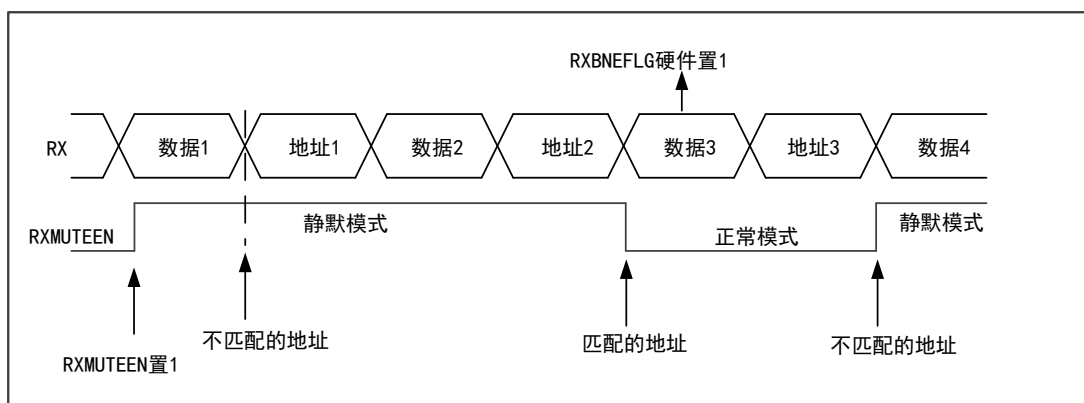 RXBNEFLG硬件置1
RX
数据1
地址1
数据2
地址2
数据3
地址3
数据4
RXMUTEEN
静默模式
正常模式
静默模式
RXMUTEEN置1
不匹配的地址
匹配的地址
不匹配的地址